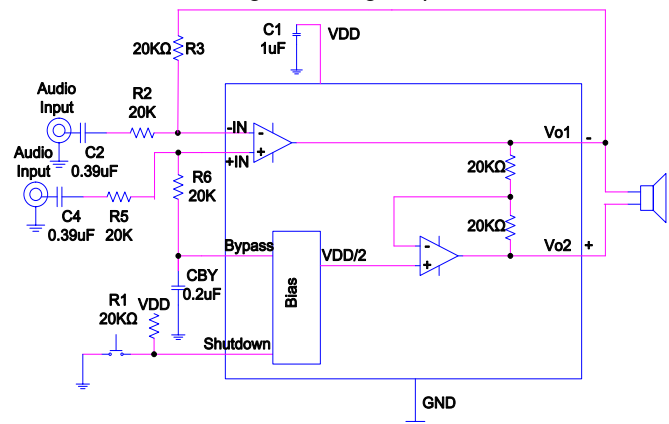 C1
1uF
VDD
20KΩ R3
Audio
Input
R2
20K
C2
0.39uF
-IN
+IN
-
+
Audio
Input
C4
0.39uF
R5
20K
R6
20K
Vo1 -
20KΩ
20KΩ
Vo2 +
-
+
Bypass
VDD/2
Bias
CBY
0.2uF
R1
20KΩ
VDD
Shutdown
GND